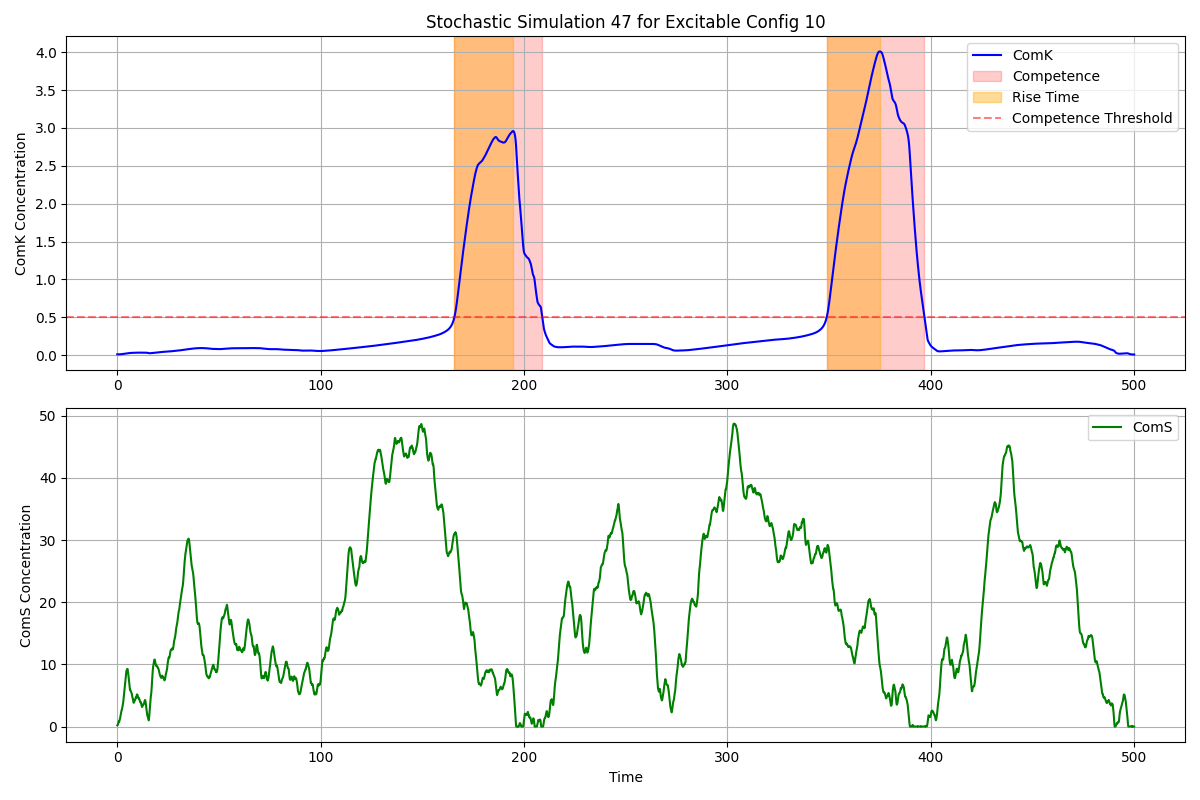 Stochastic Simulation 47 for Excitable Config 10
ComK Concentration
4.0
3.5
3.0
2.5
2.0
1.5
1.0
0.5
0.0
ComK
Competence
Rise Time
Competence Threshold
0 100 200 300 400 500
ComS Concentration
50
40
30
20
10
0
ComS
0 100 200 300 400 500
Time